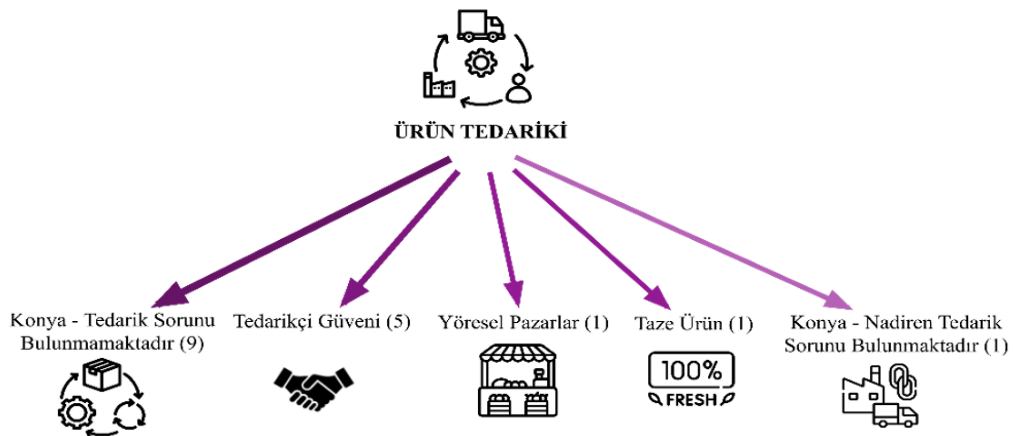 ÜRÜN TEDARİKİ
Konya - Tedarik Sorunu
Bulunmamaktadır (9)
Tedarikçi Güveni (5)
Yöresel Pazarlar (1)
Taze Ürün (1)
Konya - Nadiren Tedarik
Sorunu Bulunmaktadır (1)
100%
FRESH